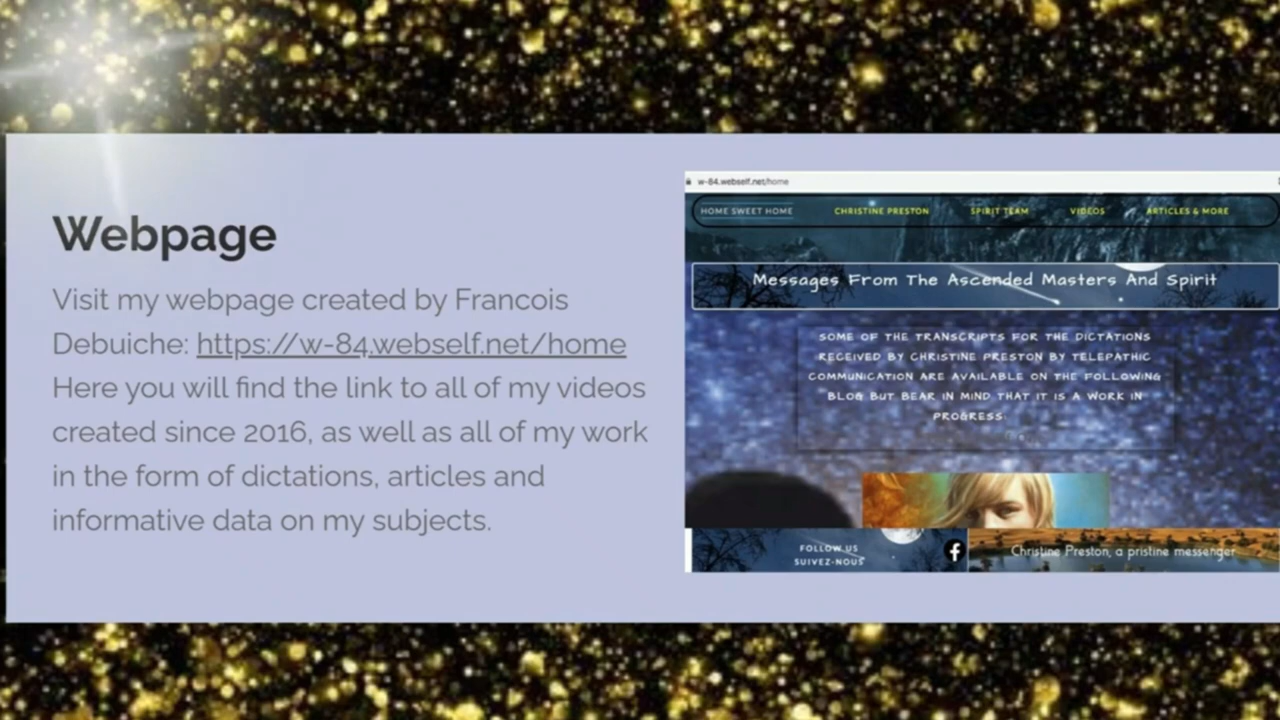 Webpage
Visit my webpage created by Francois
Debuiche: https://w-84.webself.net/home
Here you will find the link to all of my videos
created since 2016, as well as all of my work
in the form of dictations, articles and
informative data on my subjects.
w-84.webself.net/home
HOME SWEET HOME CHRISTINE PRESTON SPIRIT TEAM VIDEOS ARTICLES & MORE
Messages From The Ascended Masters And Spirit
SOME OF THE TRANSCRIPTS FOR THE DICTATIONS
RECEIVED BY CHRISTINE PRESTON BY TELEPATHIC
COMMUNICATION ARE AVAILABLE ON THE FOLLOWING
BLOG BUT BEAR IN MIND THAT IT IS A WORK IN
PROGRESS
FOLLOW US
SUIVEZ-NOUS
Christine Preston, a pristine messenger